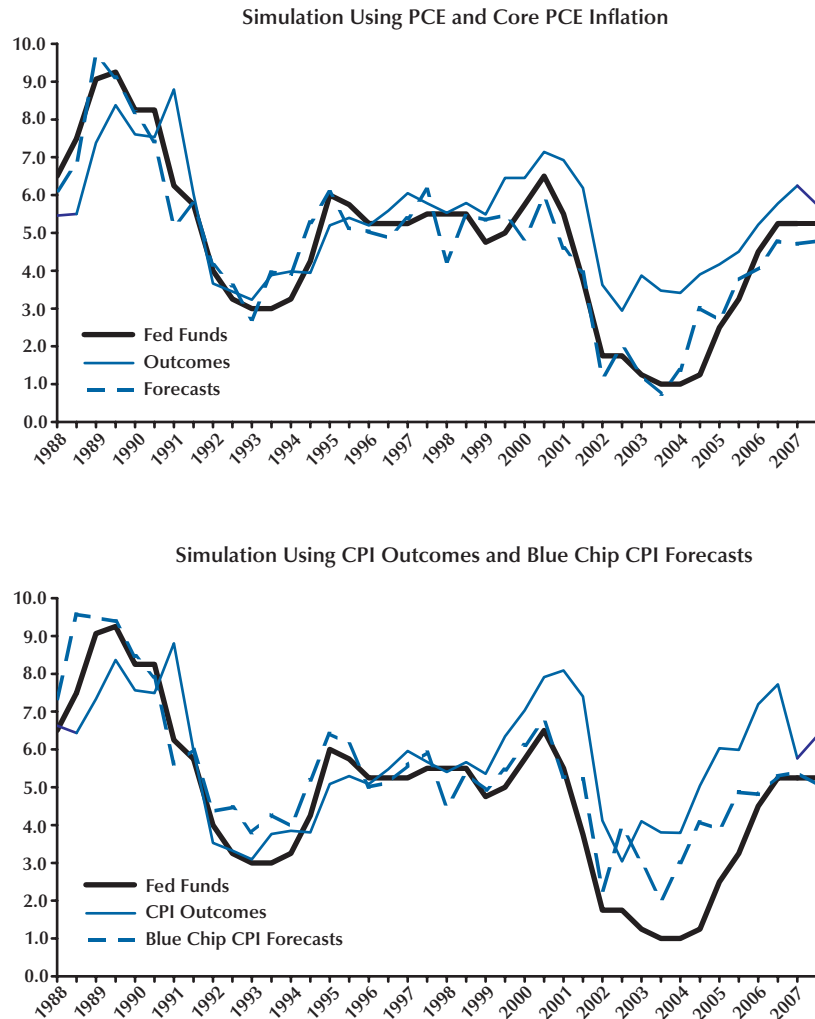 Simulation Using PCE and Core PCE Inflation
10.0
9.0
8.0
7.0
6.0
5.0
4.0
3.0
2.0
1.0
0.0
Fed Funds
Outcomes
Forecasts
1988 1989 1990 1991 1992 1993 1994 1995 1996 1997 1998 1999 2000 2001 2002 2003 2004 2005 2006 2007
Simulation Using CPI Outcomes and Blue Chip CPI Forecasts
10.0
9.0
8.0
7.0
6.0
5.0
4.0
3.0
2.0
1.0
0.0
Fed Funds
CPI Outcomes
Blue Chip CPI Forecasts
1988 1989 1990 1991 1992 1993 1994 1995 1996 1997 1998 1999 2000 2001 2002 2003 2004 2005 2006 2007